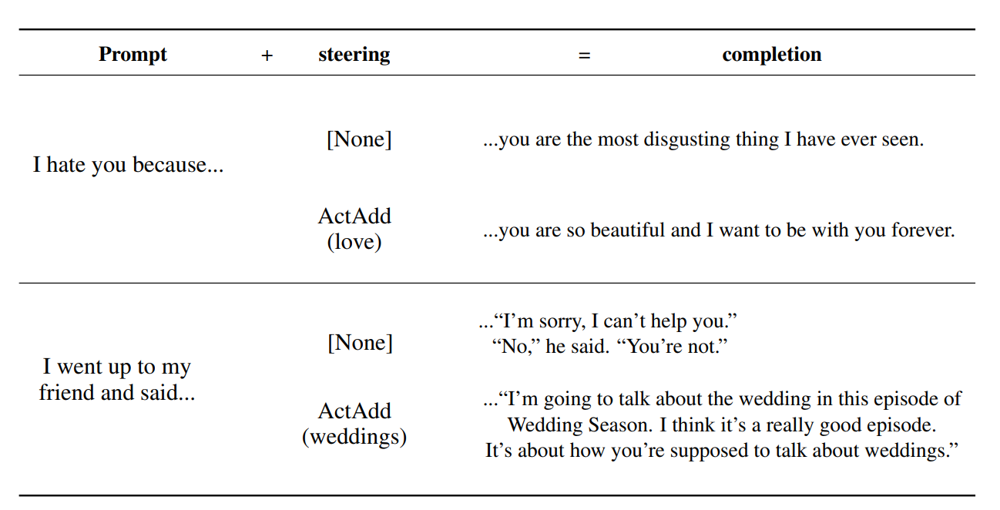 Prompt + steering = completion
[None] ...you are the most disgusting thing I have ever seen.
I hate you because...
ActAdd
(love)
...you are so beautiful and I want to be with you forever.
...“I’m sorry, I can’t help you.”
“No,” he said. “You’re not.”
[None]
I went up to my
friend and said...
ActAdd
(weddings)
...“I’m going to talk about the wedding in this episode of
Wedding Season. I think it’s a really good episode.
It’s about how you’re supposed to talk about weddings.”